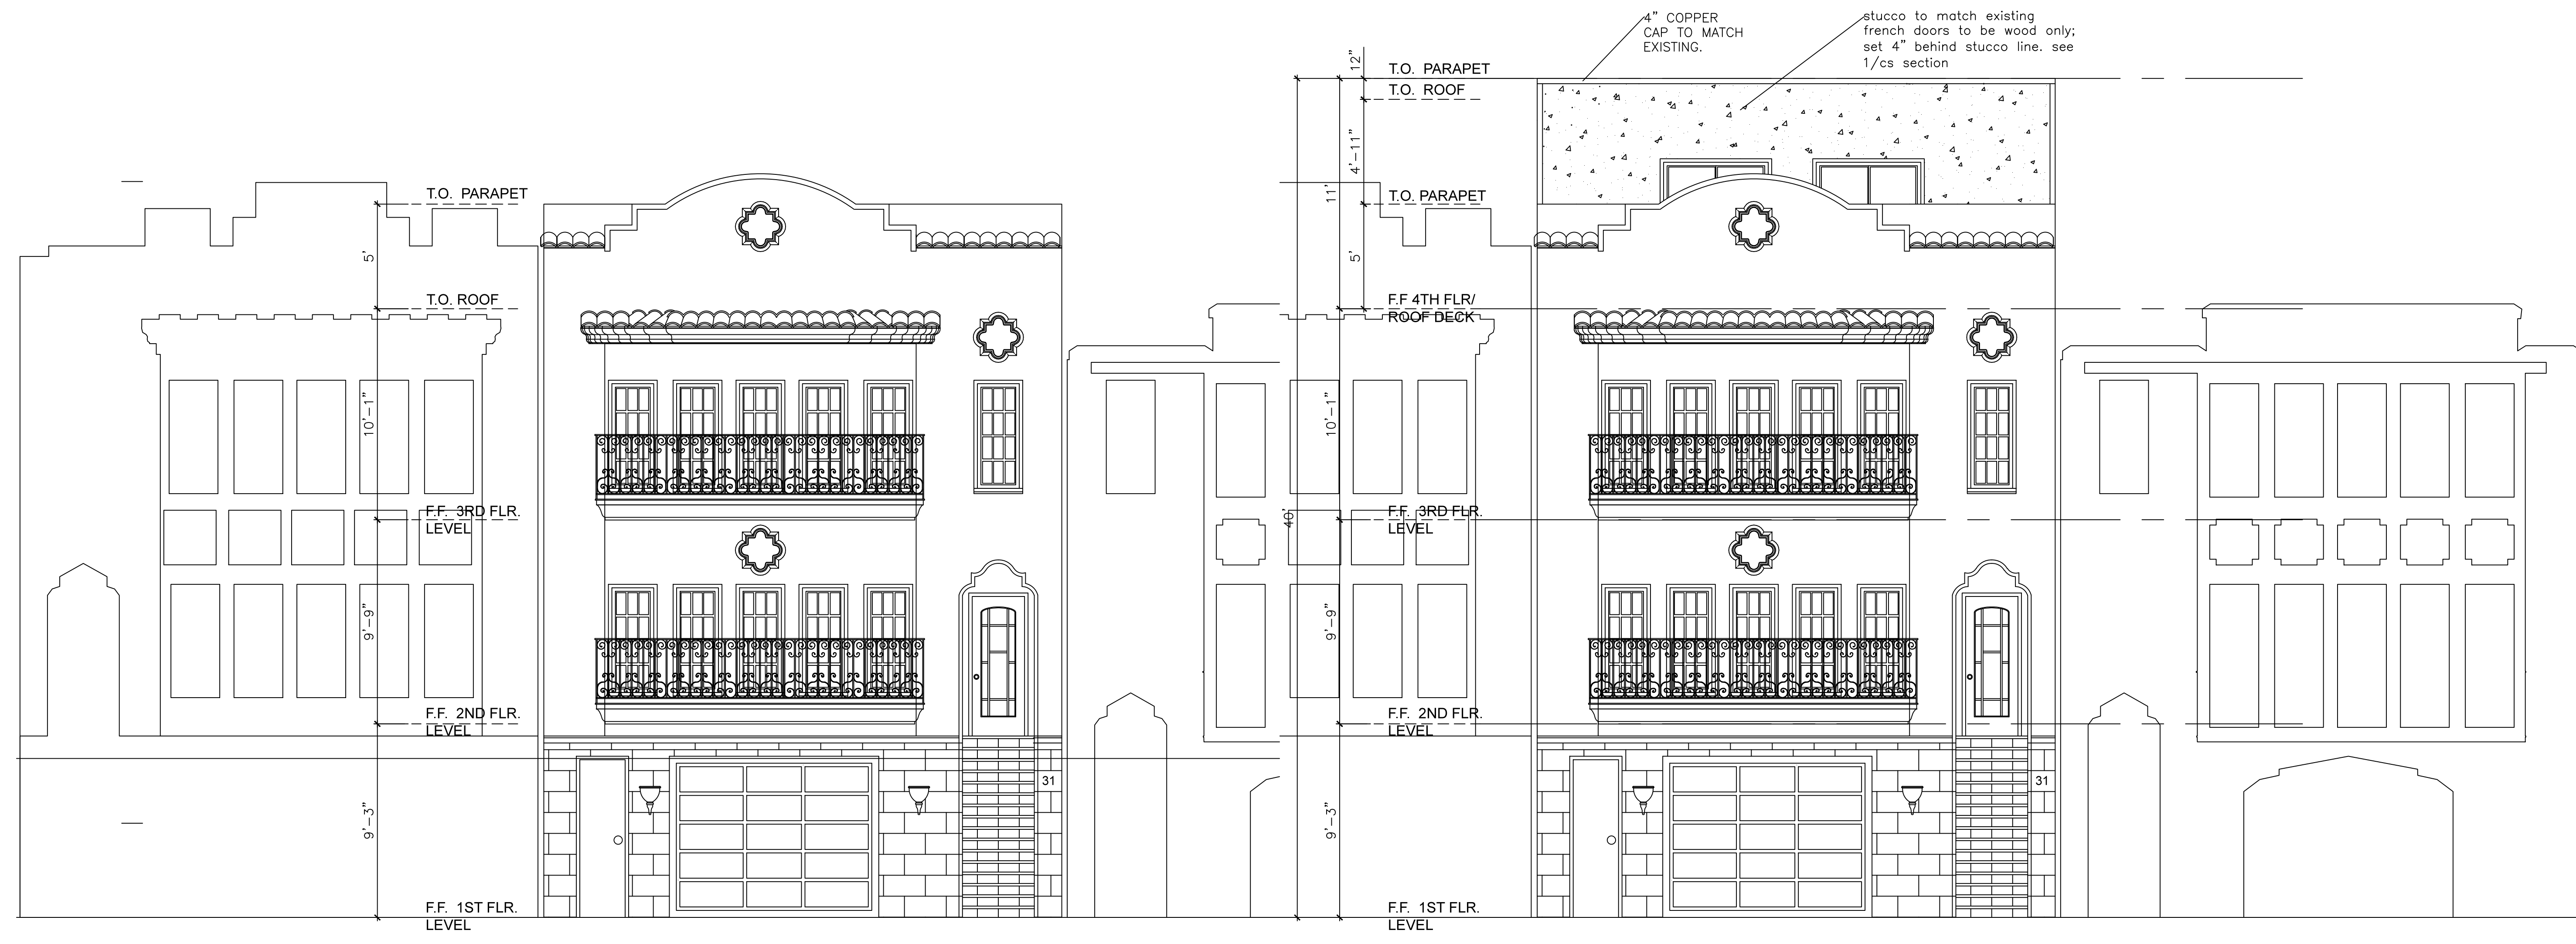 T.O. PARAPET
5'
T.O. ROOF
10'-1"
F.F. 3RD FLR.
LEVEL
9'-9"
F.F. 2ND FLR.
LEVEL
9'-3"
F.F. 1ST FLR.
LEVEL
31
4" COPPER
CAP TO MATCH
EXISTING.
stucco to match existing
french doors to be wood only;
set 4" behind stucco line. see
1/cs section
12"
T.O. PARAPET
T.O. ROOF
4'-11"
11'
T.O. PARAPET
5'
F.F 4TH FLR/
ROOF DECK
10'-1"
40'
F.F. 3RD FLR.
LEVEL
9'-9"
F.F. 2ND FLR.
LEVEL
9'-3"
F.F. 1ST FLR.
LEVEL
31